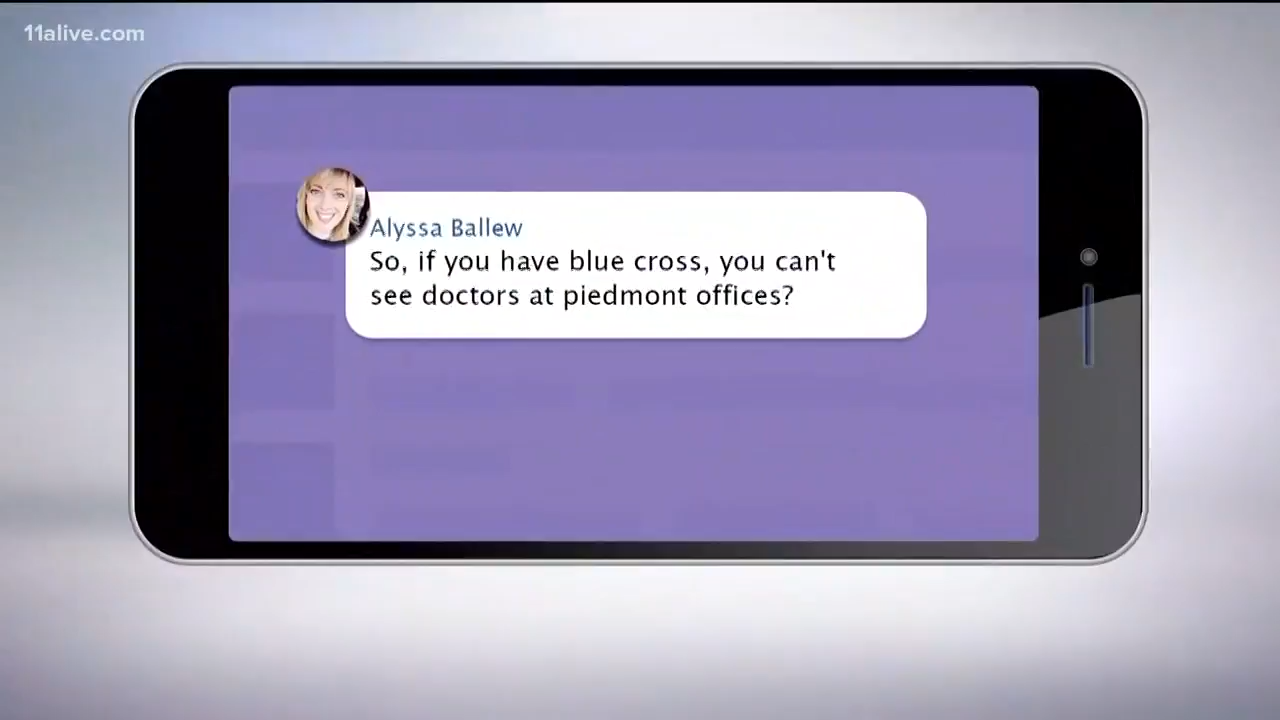 11alive.com
Alyssa Ballew
So, if you have blue cross, you can't
see doctors at piedmont offices?